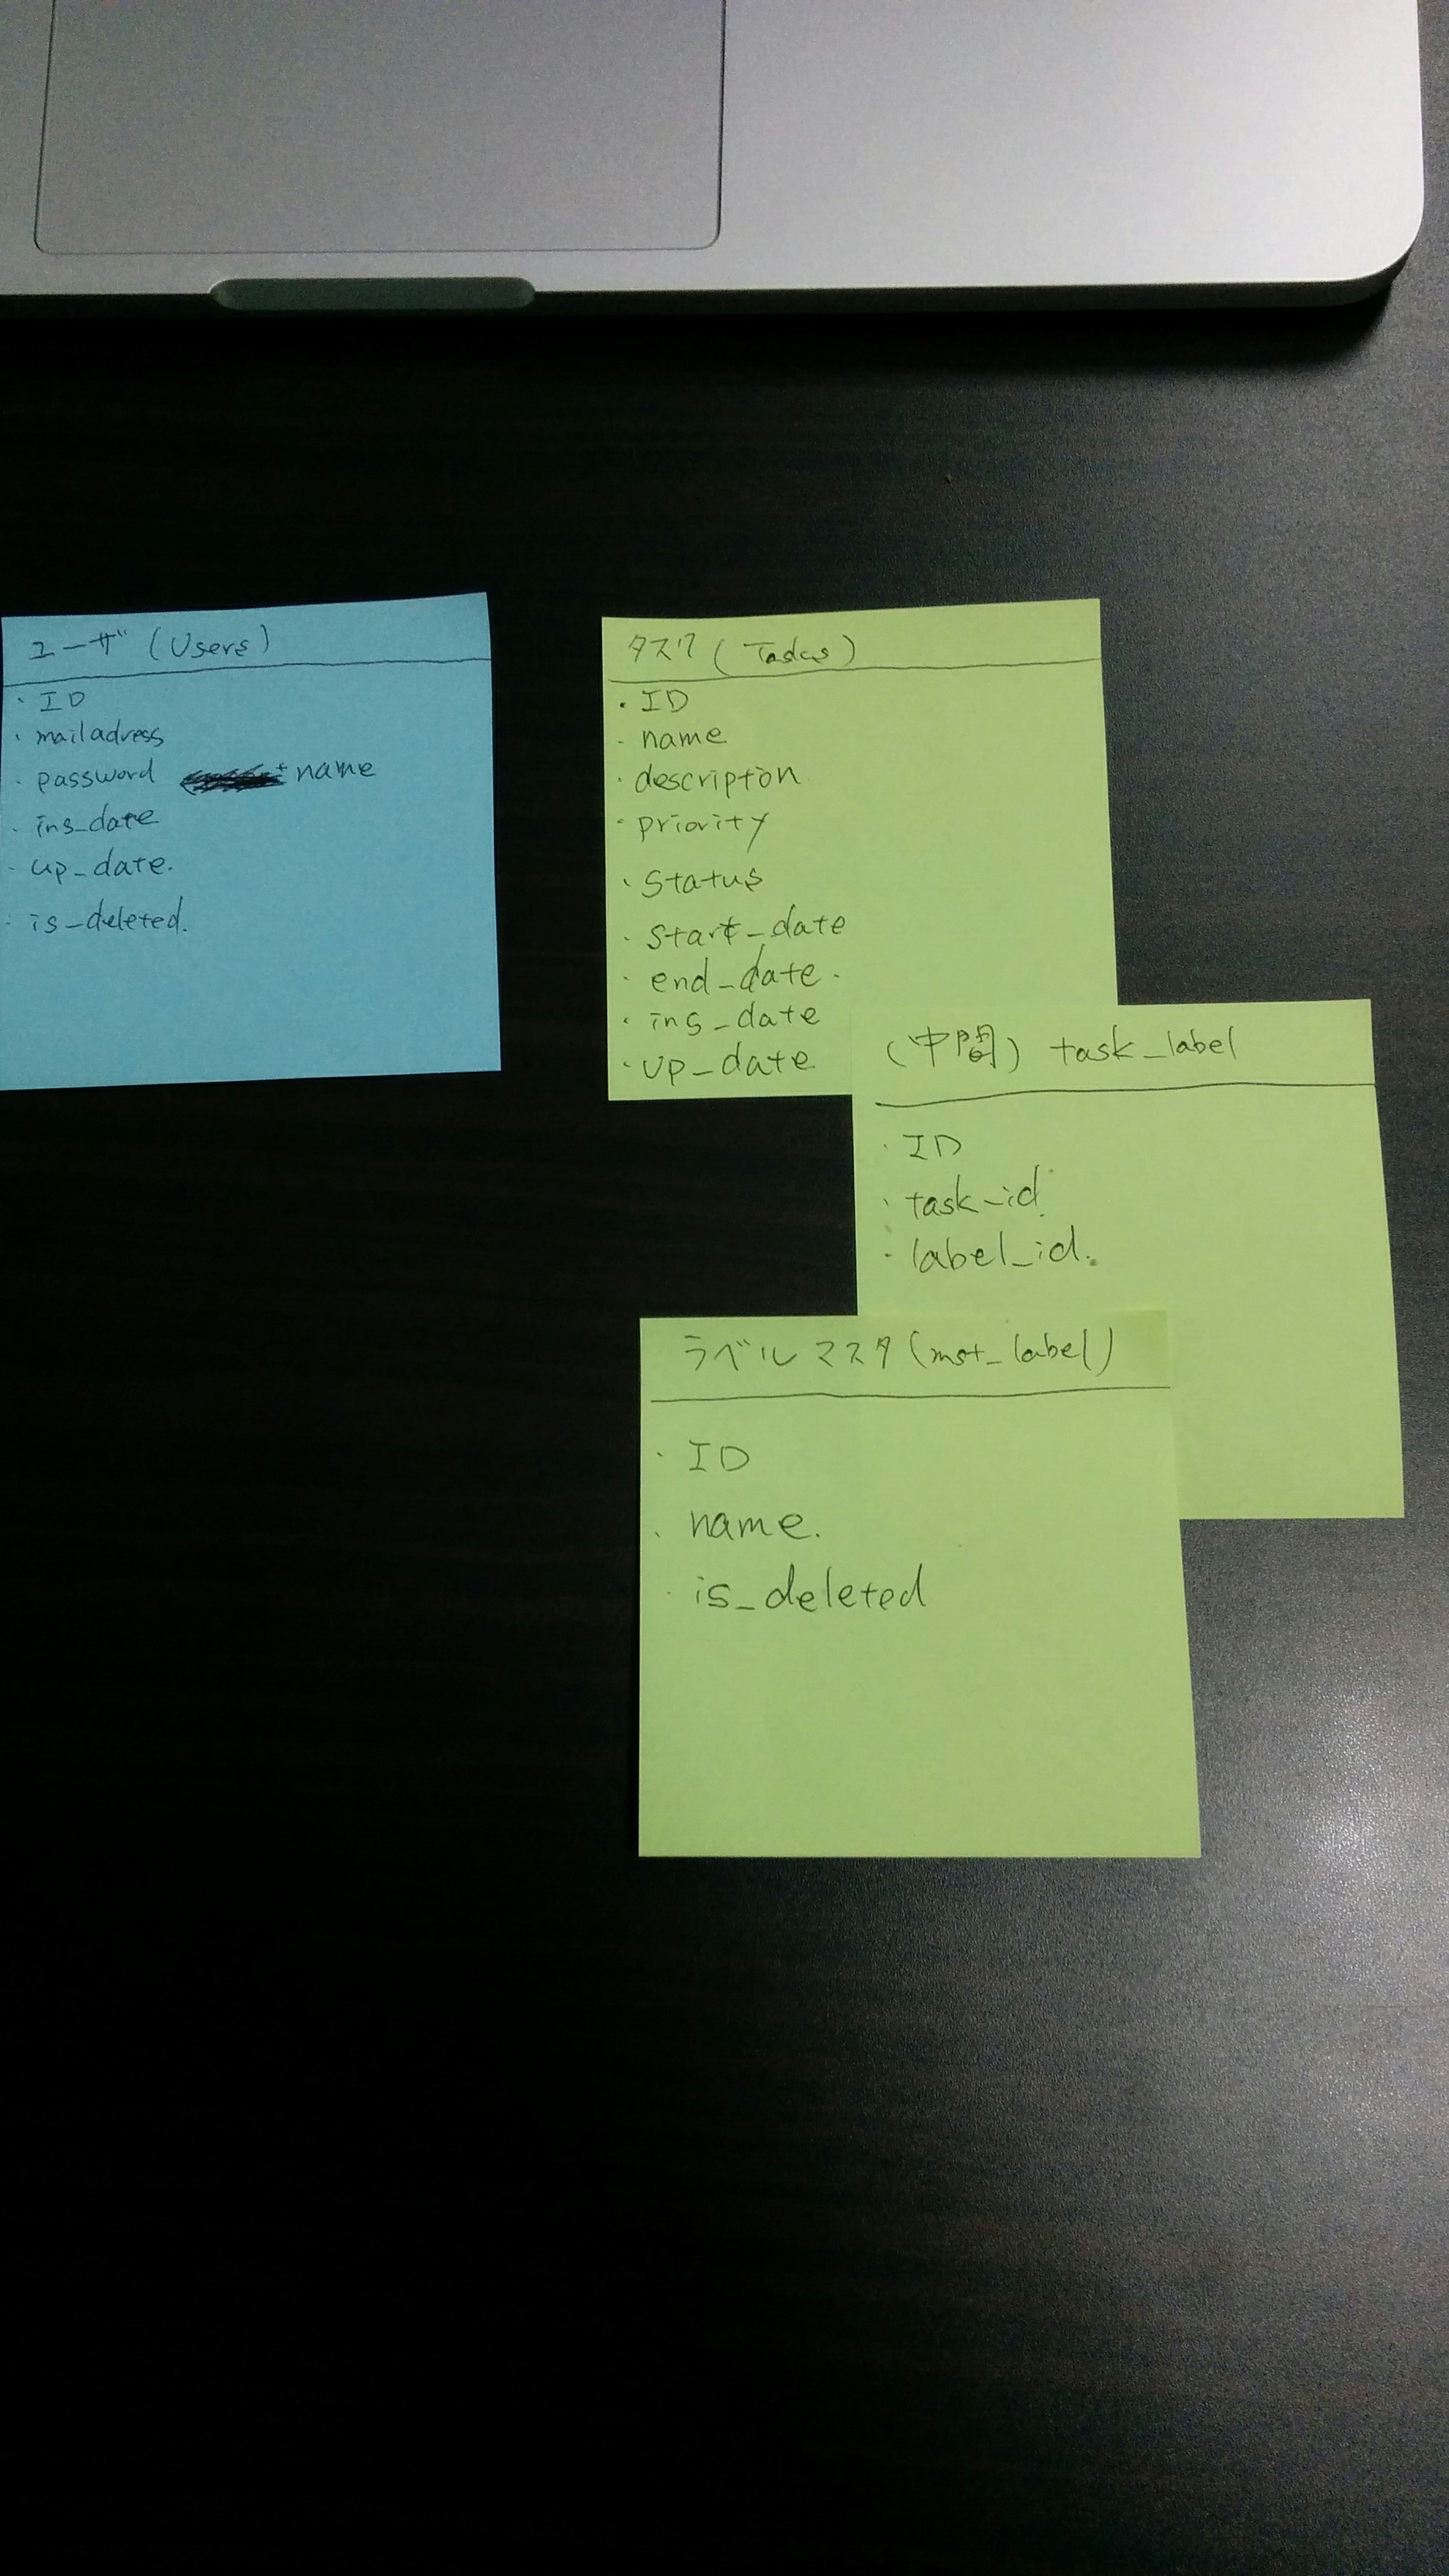 ユーザ (Users)
・ID
・mailadress
・password ・name
・ins_date
・up_date.
・is_deleted.
タスク (Tasks)
・ID
・name
・descripton
・priority
・status
・start_date
・end_date.
・ins_date
・up_date
(中間) task_label
・ID
・task_id
・label_id.
ラベルマスタ (mst_label)
・ID
・name.
・is_deleted